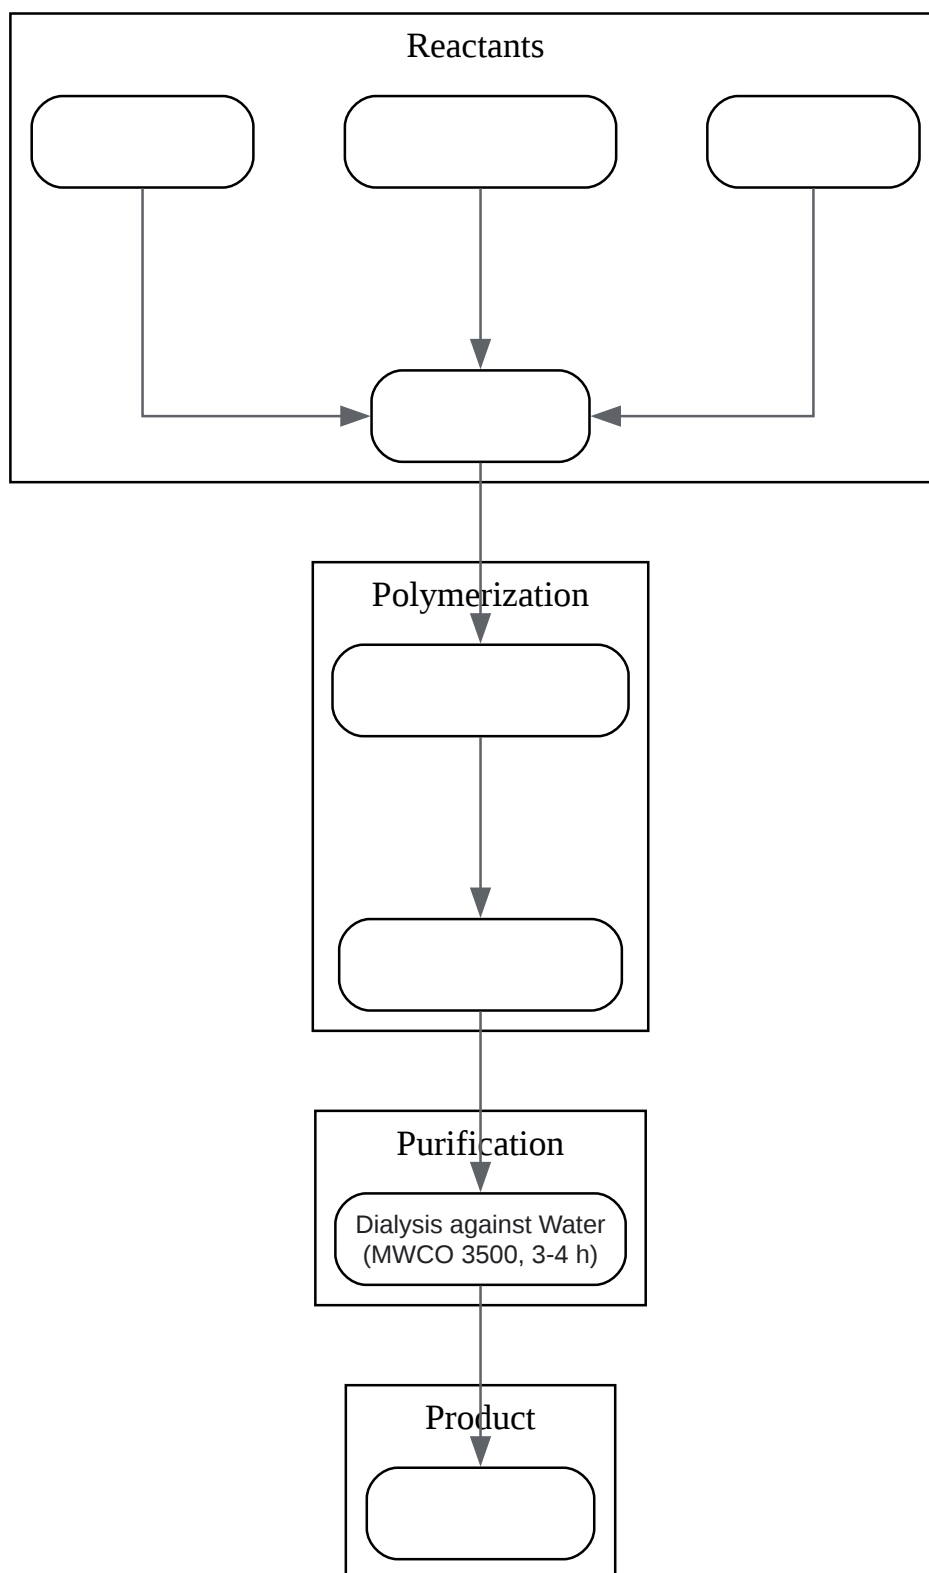 Reactants
Polymerization
Purification
Dialysis against Water
(MWCO 3500, 3-4 h)
Product